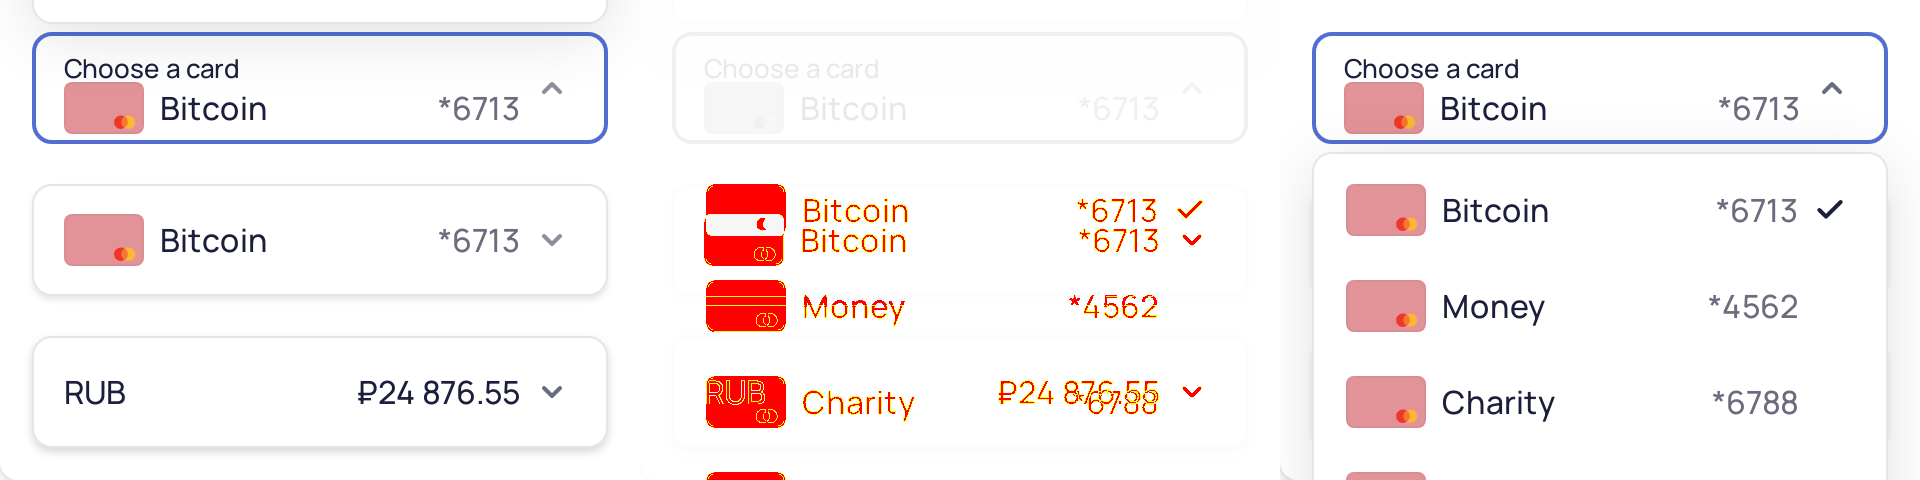 Choose a card
Bitcoin *6713
Bitcoin *6713
RUB ₽24 876.55
Choose a card
Bitcoin *6713
Bitcoin *6713
Bitcoin *6713
Money *4562
RUB ₽24 876.55
Charity *6788
Choose a card
Bitcoin *6713
Bitcoin *6713
Money *4562
Charity *6788